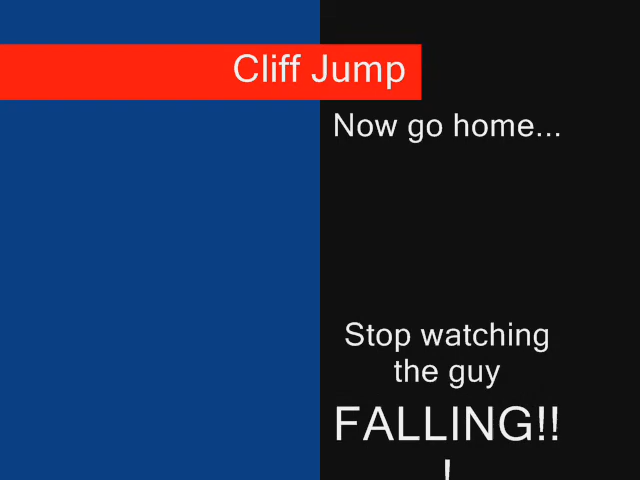 Cliff Jump
Now go home...
Stop watching
the guy
FALLING!!
!